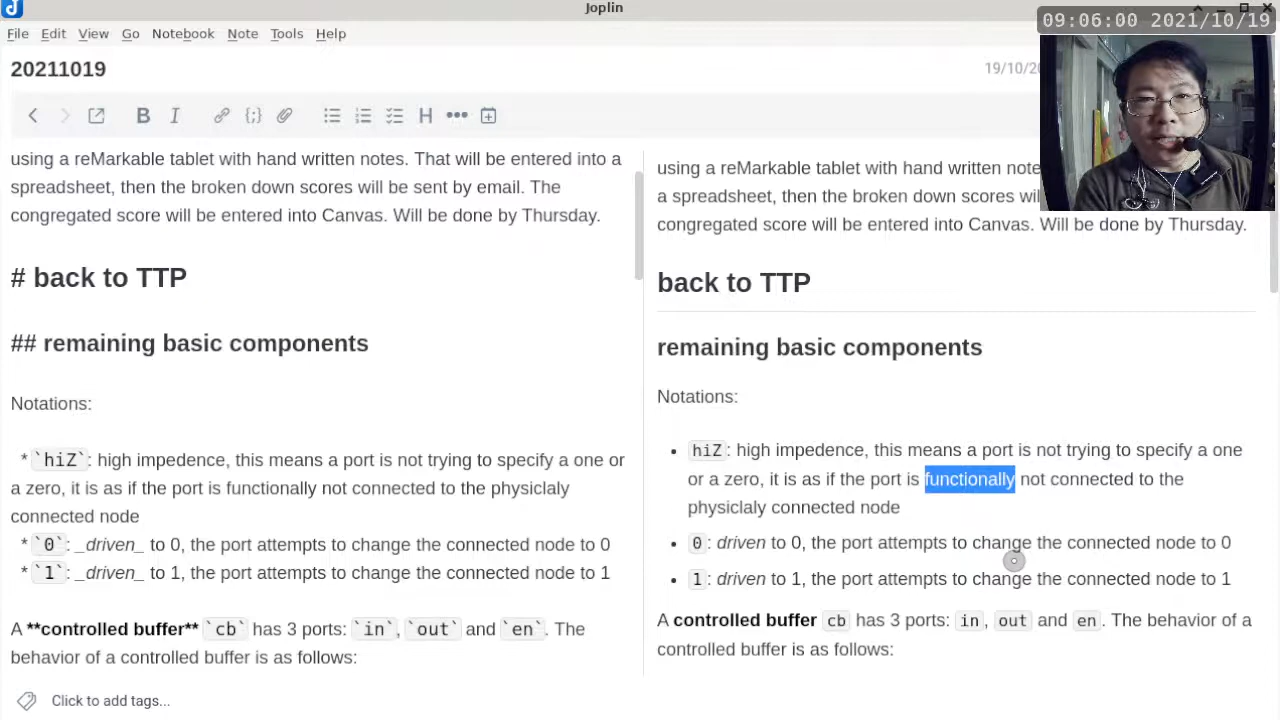 Joplin
09:06:00 2021/10/19
File Edit View Go Notebook Note Tools Help
20211019
19/10/20
using a reMarkable tablet with hand written notes. That will be entered into a
spreadsheet, then the broken down scores will be sent by email. The
congregated score will be entered into Canvas. Will be done by Thursday.
# back to TTP
## remaining basic components
Notations:
* `hiZ`: high impedence, this means a port is not trying to specify a one or
a zero, it is as if the port is functionally not connected to the physiclaly
connected node
* `0`: _driven_ to 0, the port attempts to change the connected node to 0
* `1`: _driven_ to 1, the port attempts to change the connected node to 1
A **controlled buffer** `cb` has 3 ports: `in`, `out` and `en`. The
behavior of a controlled buffer is as follows:
using a reMarkable tablet with hand written note
a spreadsheet, then the broken down scores wi
congregated score will be entered into Canvas. Will be done by Thursday.
back to TTP
remaining basic components
Notations:
• hiZ: high impedence, this means a port is not trying to specify a one
or a zero, it is as if the port is functionally not connected to the
physiclaly connected node
• 0: driven to 0, the port attempts to change the connected node to 0
• 1: driven to 1, the port attempts to change the connected node to 1
A controlled buffer cb has 3 ports: in, out and en. The behavior of a
controlled buffer is as follows:
Click to add tags...